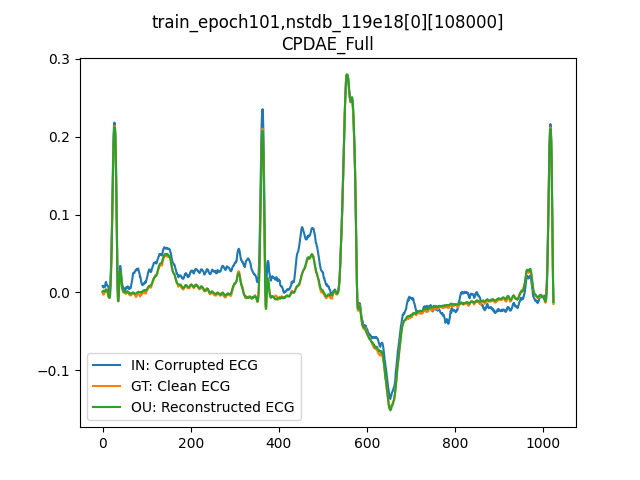 train_epoch101,nstdb_119e18[0][108000]
CPDAE_Full
0.3
0.2
0.1
0.0
−0.1
IN: Corrupted ECG
GT: Clean ECG
OU: Reconstructed ECG
0 200 400 600 800 1000